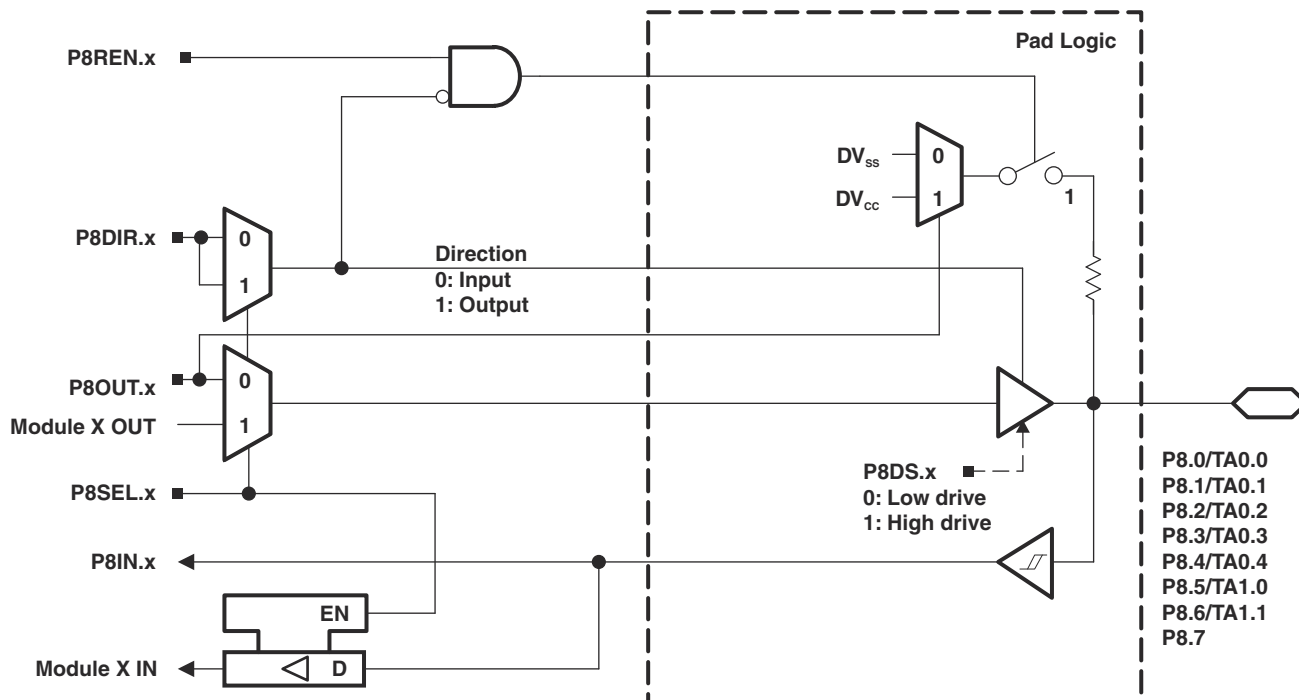 Pad Logic
P8REN.x
DVSS
0
DVCC
1
1
P8DIR.x
0
1
Direction
0: Input
1: Output
P8OUT.x
0
Module X OUT
1
P8DS.x
0: Low drive
1: High drive
P8SEL.x
P8.0/TA0.0
P8.1/TA0.1
P8.2/TA0.2
P8.3/TA0.3
P8.4/TA0.4
P8.5/TA1.0
P8.6/TA1.1
P8.7
P8IN.x
EN
Module X IN
D